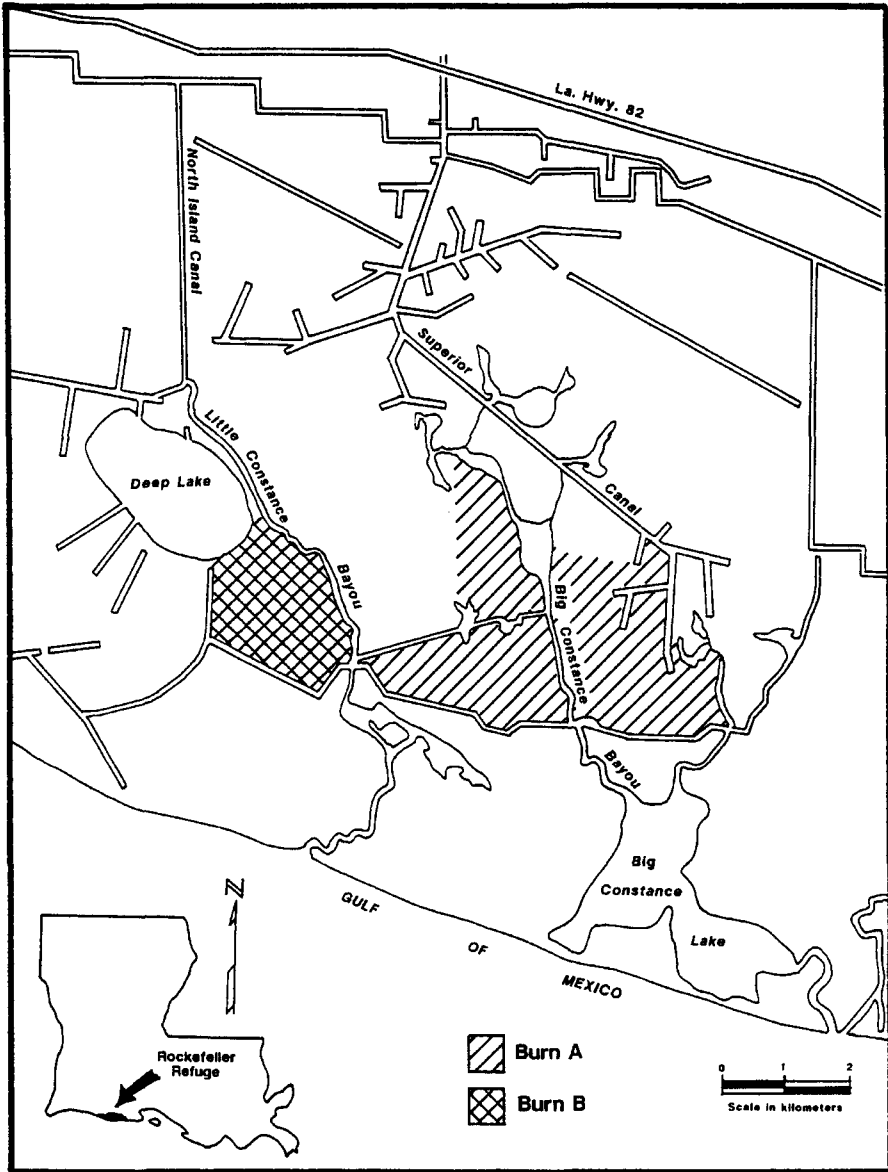 La. Hwy. 82
North Island Canal
Superior
Canal
Little Constance
Bayou
Deep Lake
Big Constance
Bayou
Big
Constance
Lake
GULF
OF
MEXICO
N
Rockefeller
Refuge
Burn A
Burn B
0 1 2
Scale in kilometers